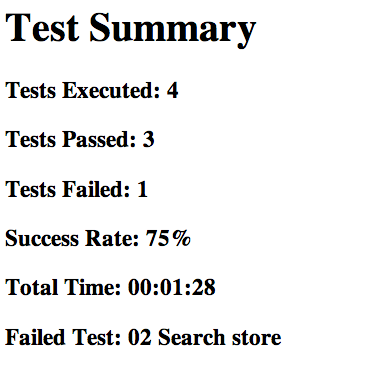 Test Summary
Tests Executed: 4
Tests Passed: 3
Tests Failed: 1
Success Rate: 75%
Total Time: 00:01:28
Failed Test: 02 Search store